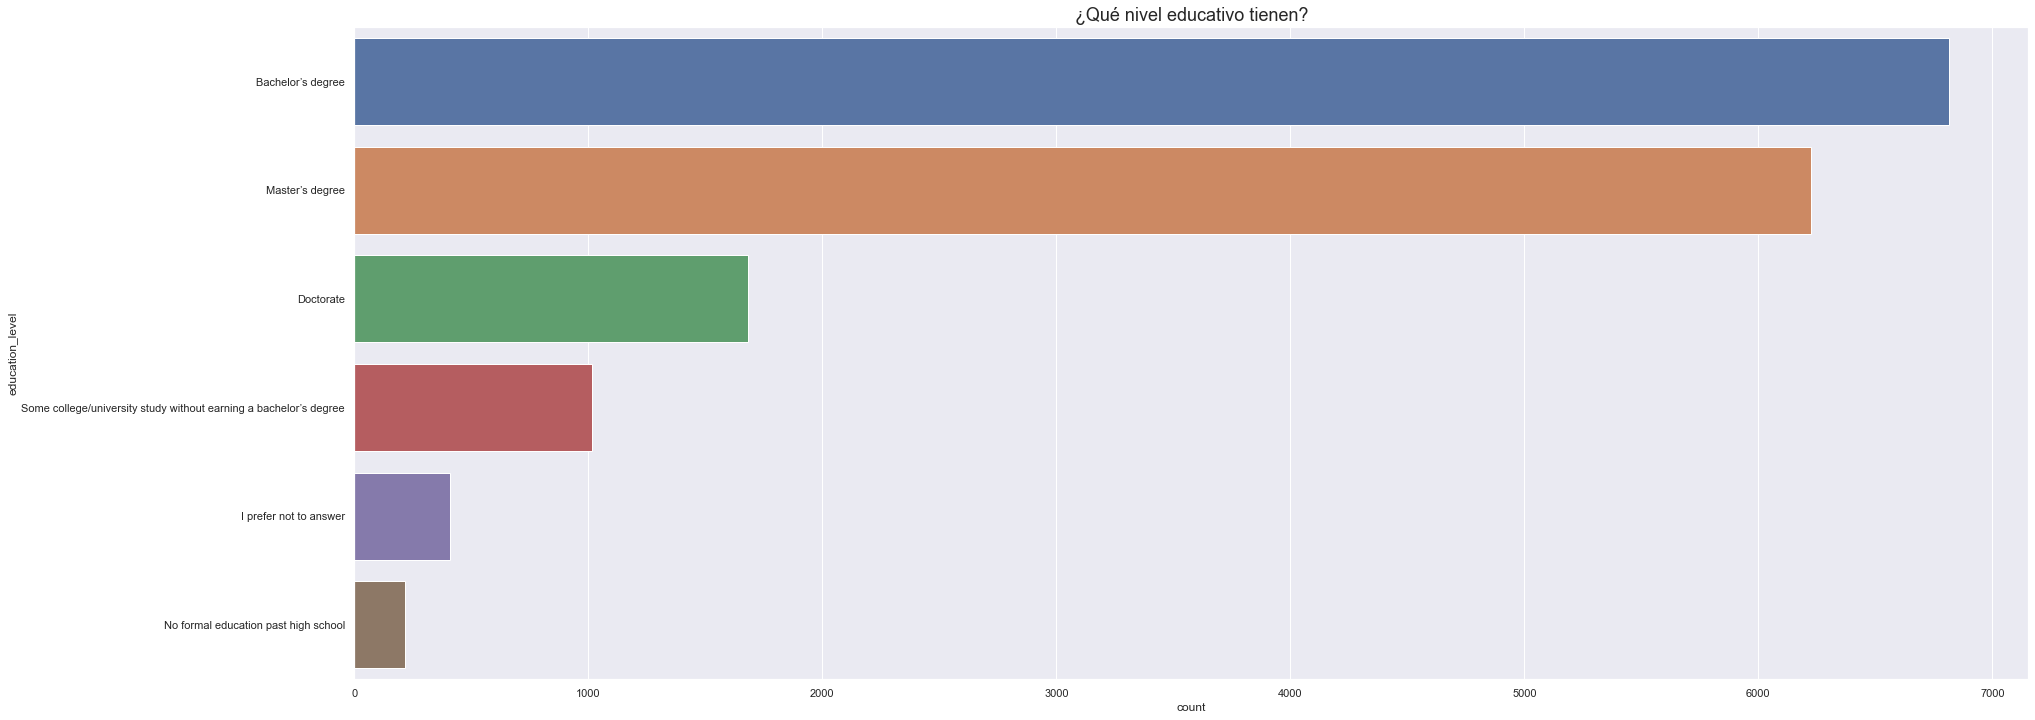 ¿Qué nivel educativo tienen?
education_level
Bachelor’s degree
Master’s degree
Doctorate
Some college/university study without earning a bachelor’s degree
I prefer not to answer
No formal education past high school
0 1000 2000 3000 4000 5000 6000 7000
count